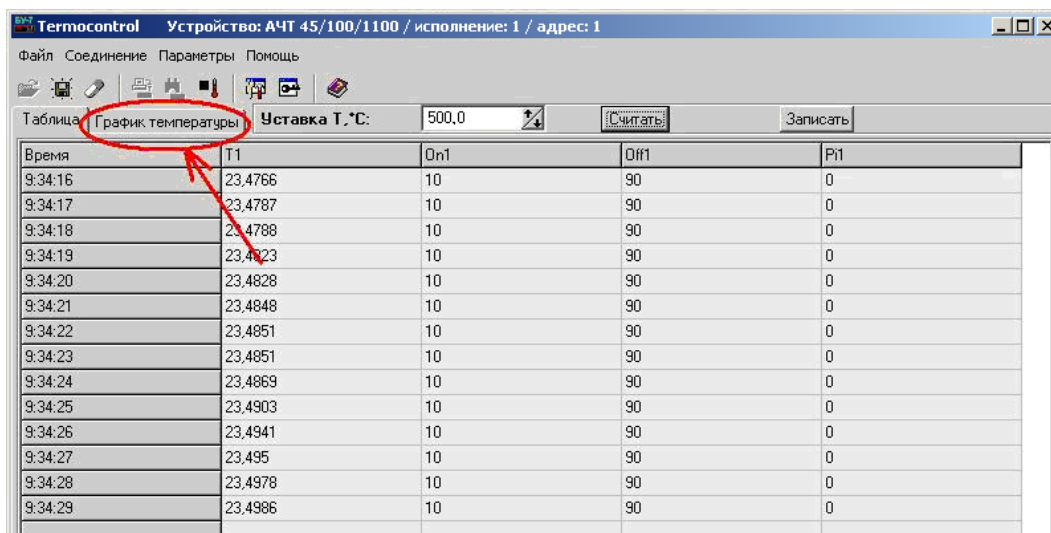 БУ-7 Termocontrol Устройство: АЧТ 45/100/1100 / исполнение: 1 / адрес: 1
Файл Соединение Параметры Помощь
Таблица График температуры Уставка T,°C: 500,0 Считать Записать
Время T1 On1 Off1 Pi1
9:34:16 23,4766 10 90 0
9:34:17 23,4787 10 90 0
9:34:18 23,4788 10 90 0
9:34:19 23,4823 10 90 0
9:34:20 23,4828 10 90 0
9:34:21 23,4848 10 90 0
9:34:22 23,4851 10 90 0
9:34:23 23,4851 10 90 0
9:34:24 23,4869 10 90 0
9:34:25 23,4903 10 90 0
9:34:26 23,4941 10 90 0
9:34:27 23,495 10 90 0
9:34:28 23,4978 10 90 0
9:34:29 23,4986 10 90 0